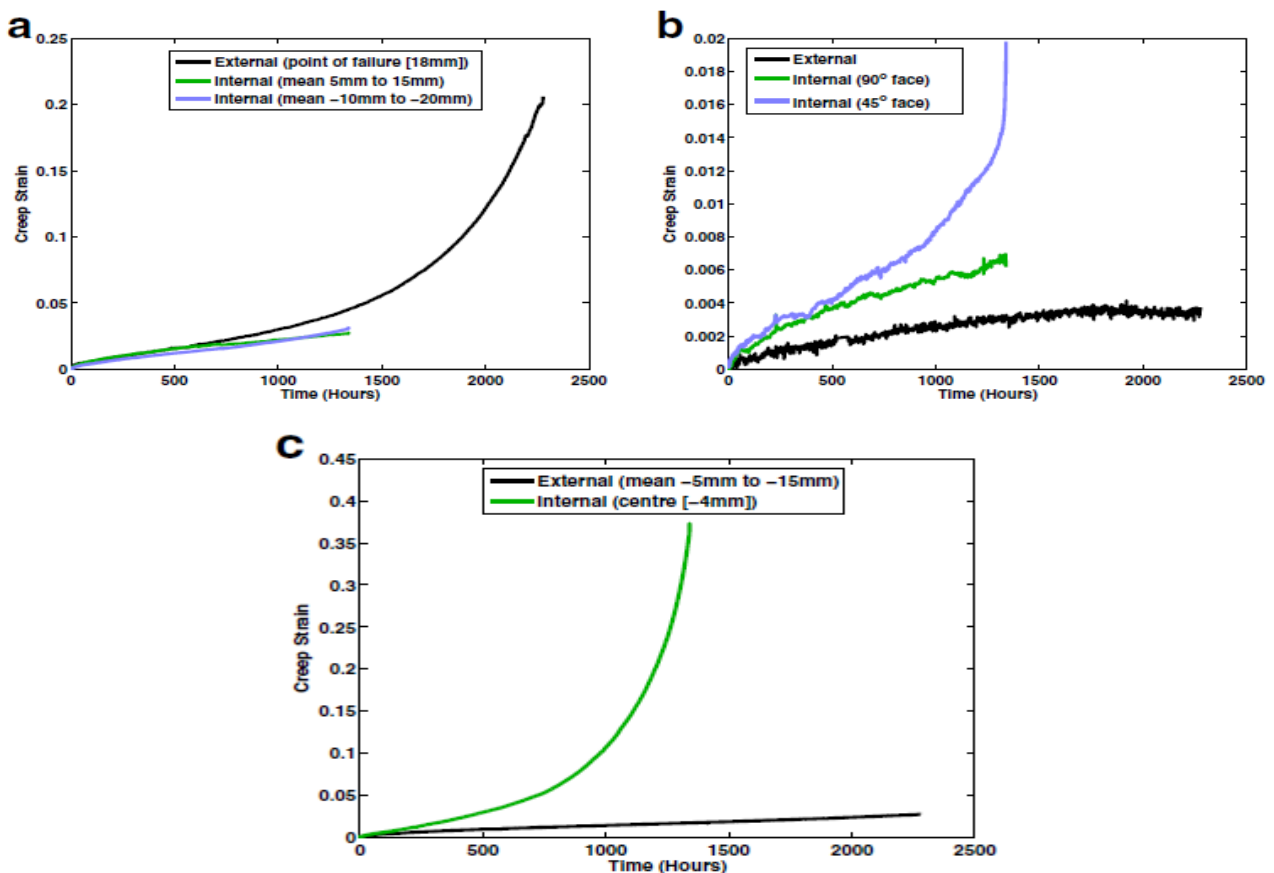 a
0.25
0.2
0.15
0.1
0.05
0
Creep Strain
External (point of failure [18mm])
Internal (mean 5mm to 15mm)
Internal (mean −10mm to −20mm)
0 500 1000 1500 2000 2500
Time (Hours)
b
0.02
0.018
0.016
0.014
0.012
0.01
0.008
0.006
0.004
0.002
0
Creep Strain
External
Internal (90° face)
Internal (45° face)
0 500 1000 1500 2000 2500
Time (Hours)
c
0.45
0.4
0.35
0.3
0.25
0.2
0.15
0.1
0.05
0
Creep Strain
External (mean −5mm to −15mm)
Internal (centre [−4mm])
0 500 1000 1500 2000 2500
Time (Hours)